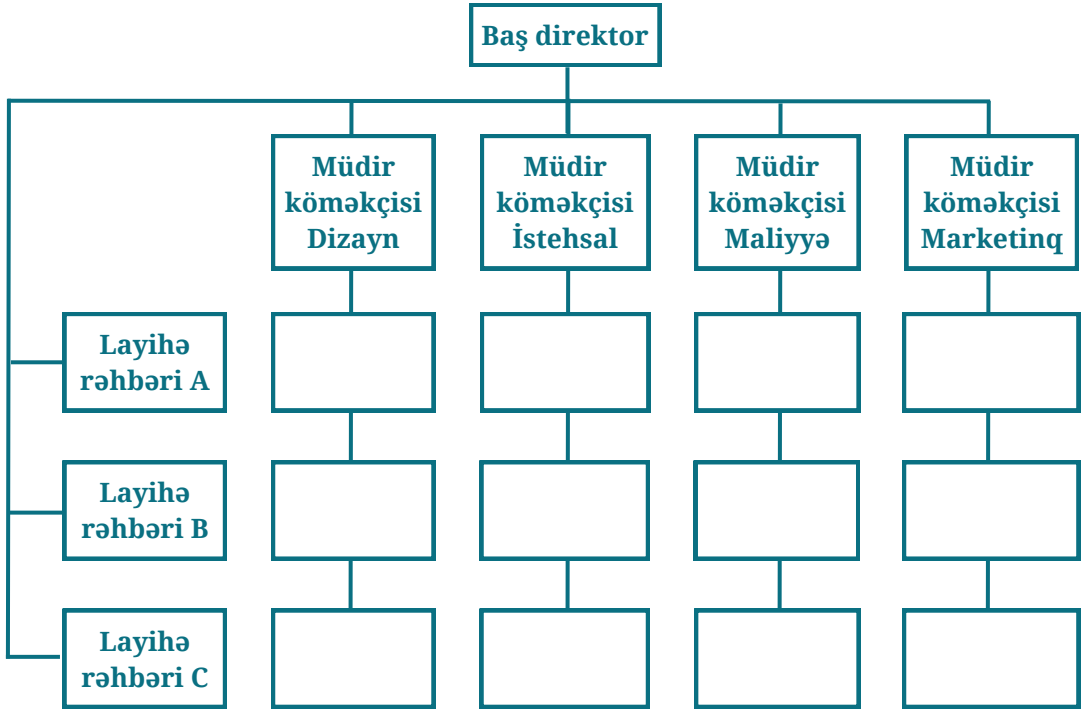 Baş direktor
Müdir
köməkçisi
Dizayn
Müdir
köməkçisi
İstehsal
Müdir
köməkçisi
Maliyyə
Müdir
köməkçisi
Marketinq
Layihə
rəhbəri A
Layihə
rəhbəri B
Layihə
rəhbəri C